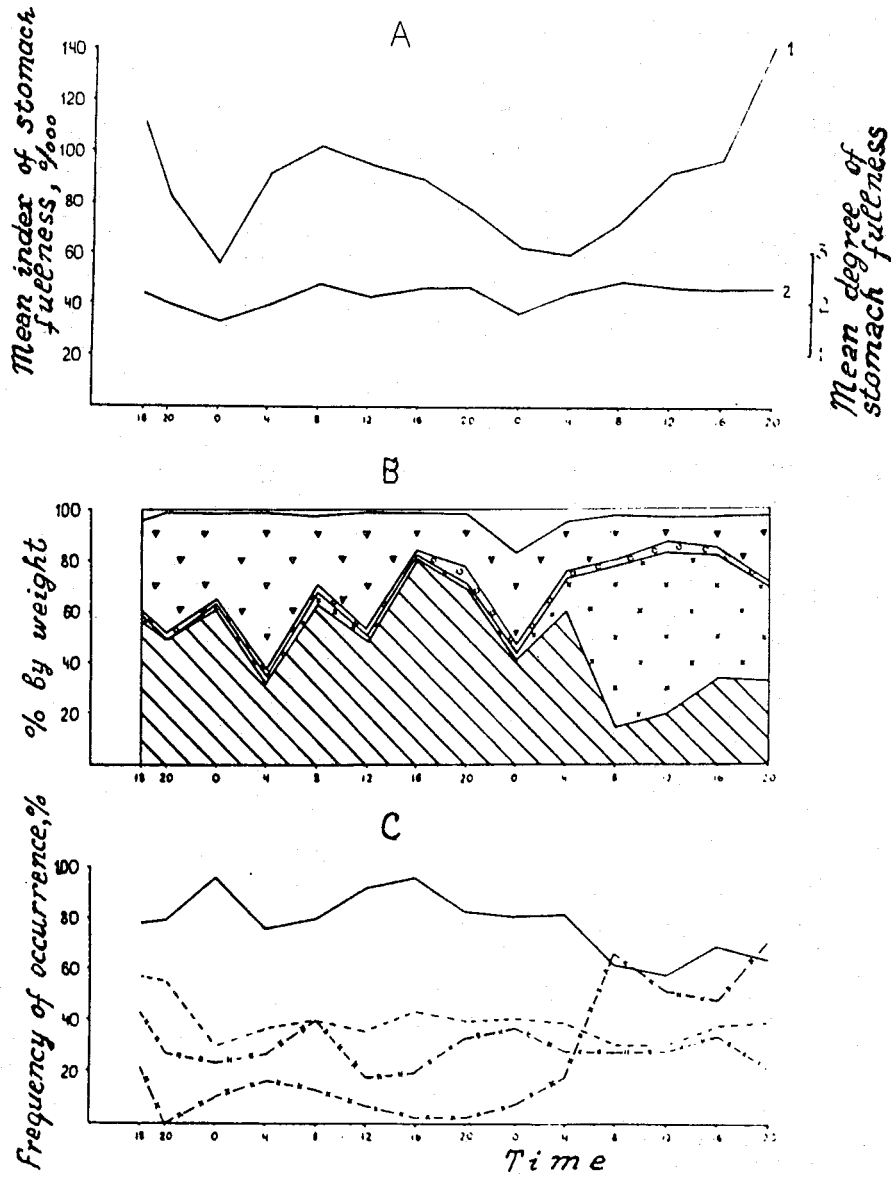 A
Mean index of stomach
fullness, %ooo
140
120
100
80
60
40
20
1
2
Mean degree of
stomach fullness
18 20 0 4 8 12 16 20 0 4 8 12 16 20
B
% by weight
100
80
60
40
20
18 20 0 4 8 12 16 20 0 4 8 12 16 20
C
Frequency of occurrence,%
100
80
60
40
20
18 20 0 4 8 12 16 20 0 4 8 12 16 20
Time